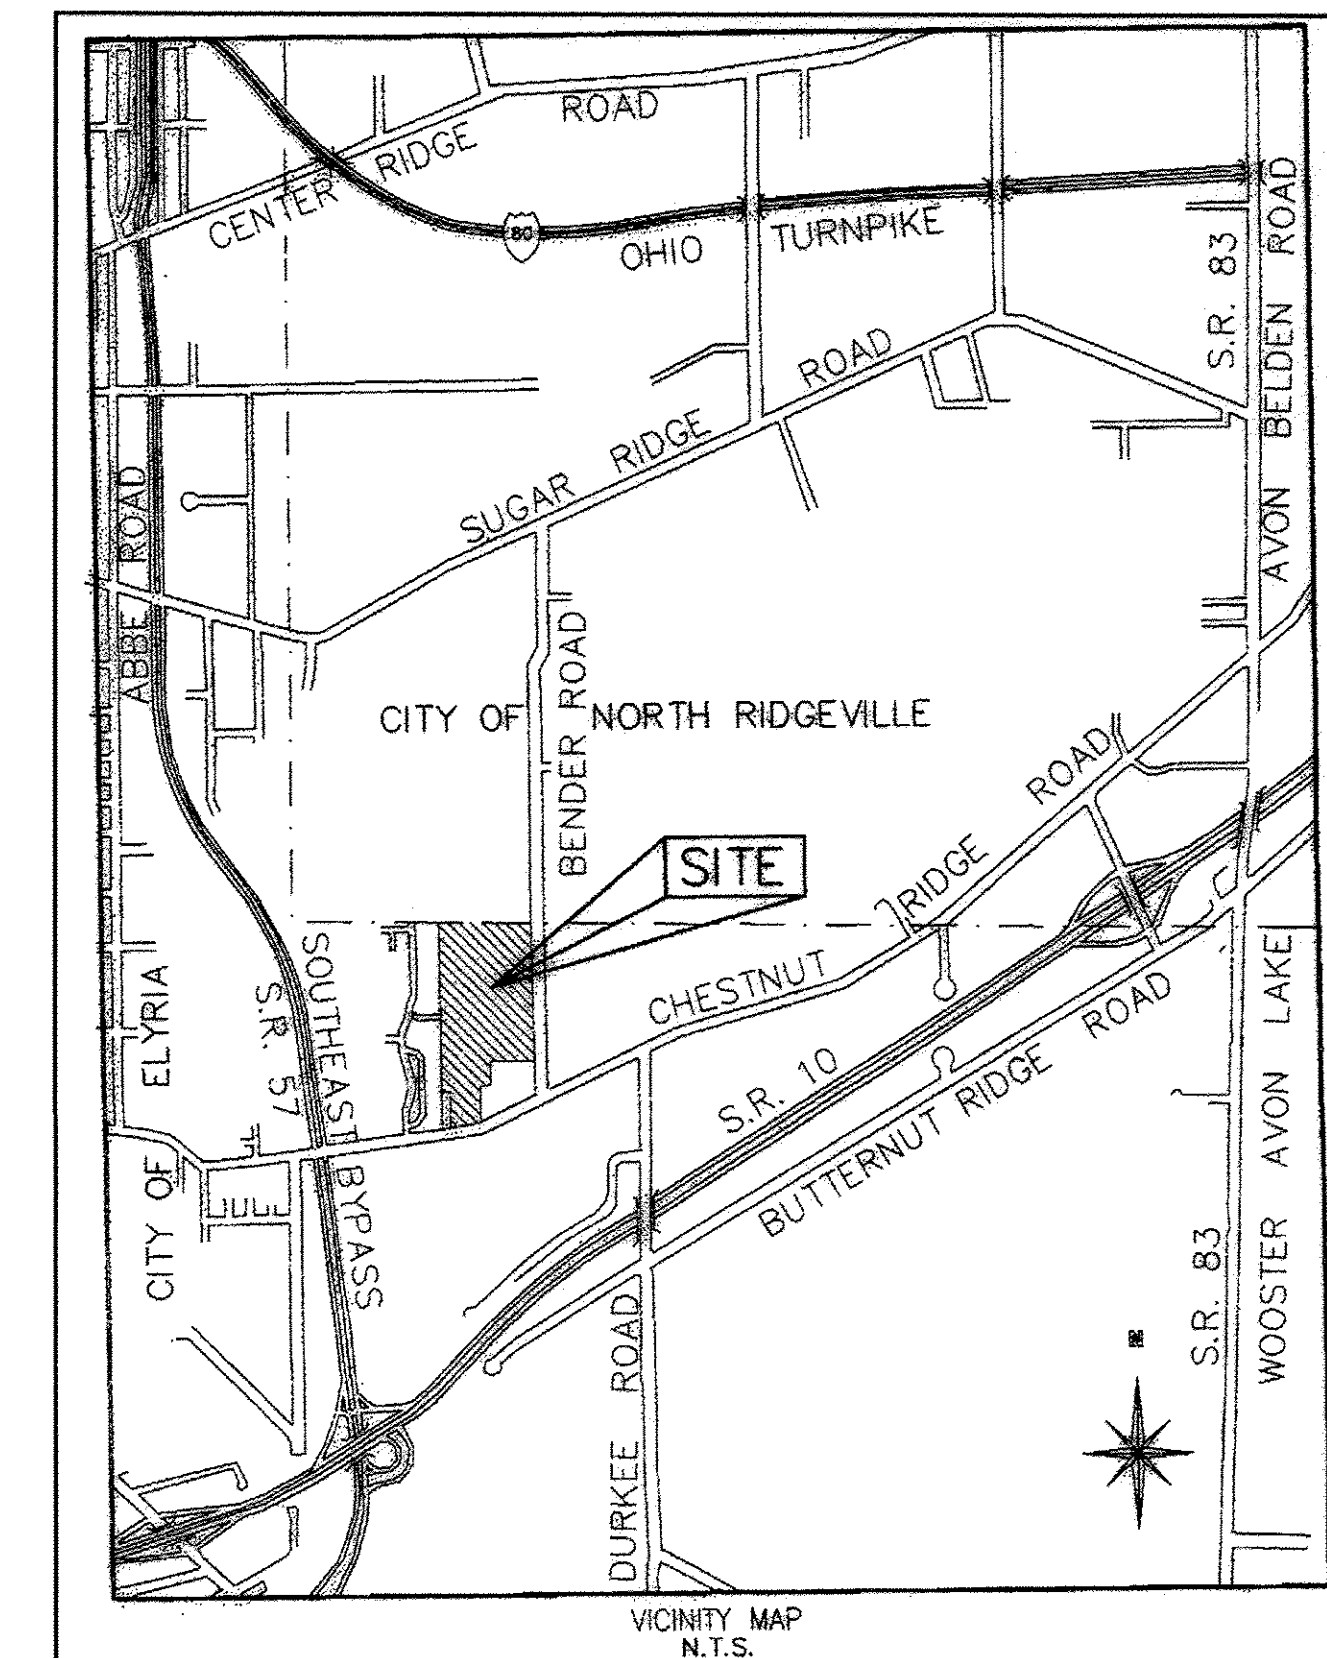 CENTER RIDGE ROAD
80
OHIO TURNPIKE
S.R. 83
AVON BELDEN ROAD
SUGAR RIDGE ROAD
ABBE ROAD
BENDER ROAD
CITY OF NORTH RIDGEVILLE
SITE
CHESTNUT RIDGE ROAD
CITY OF ELYRIA
S.R. 57
SOUTHEAST BYPASS
S.R. 10
BUTTERNUT RIDGE ROAD
WOOSTER AVON LAKE
S.R. 83
DURKEE ROAD
N
VICINITY MAP
N.T.S.